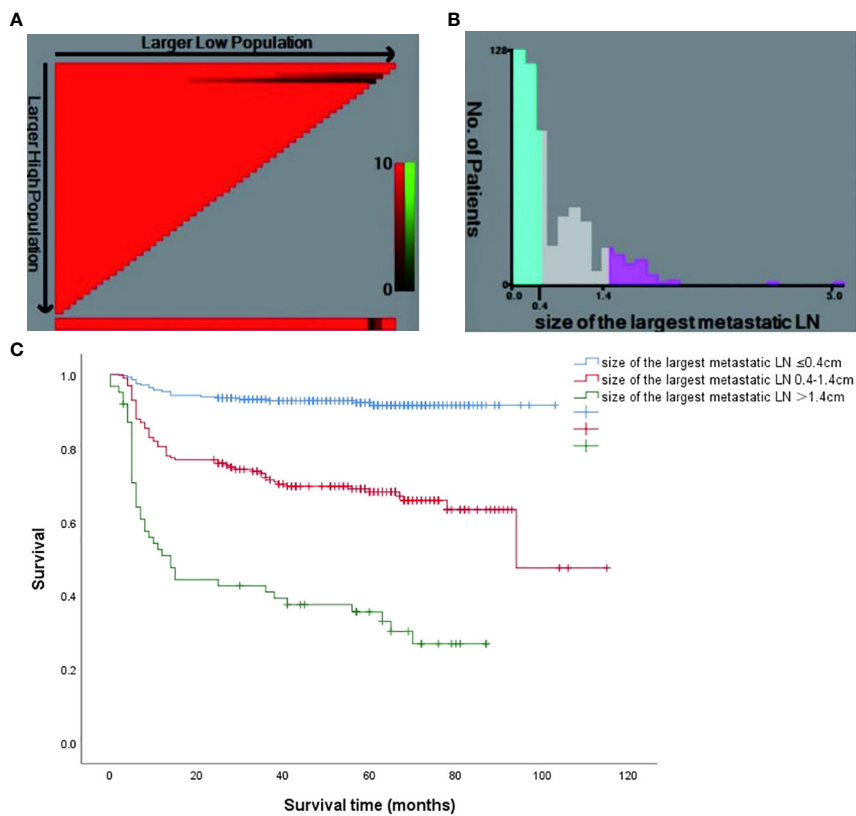 A
Larger Low Population
Larger High Population
10
0
B
128
No. of Patients
0
0.0
0.4
1.4
5.0
size of the largest metastatic LN
C
size of the largest metastatic LN ≤0.4cm
size of the largest metastatic LN 0.4-1.4cm
size of the largest metastatic LN >1.4cm
1.0
0.8
0.6
0.4
0.2
0.0
Survival
0 20 40 60 80 100 120
Survival time (months)